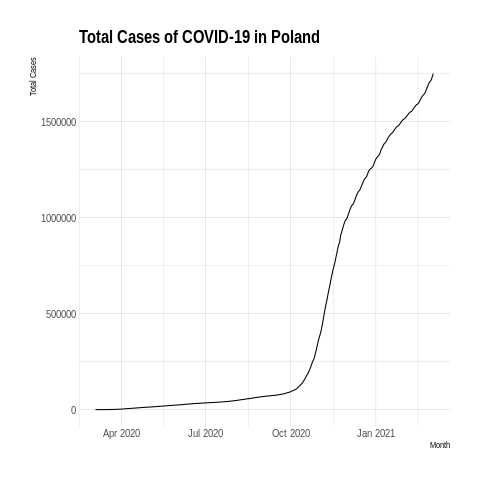 Total Cases of COVID-19 in Poland
Total Cases
1500000
1000000
500000
0
Apr 2020 Jul 2020 Oct 2020 Jan 2021
Month